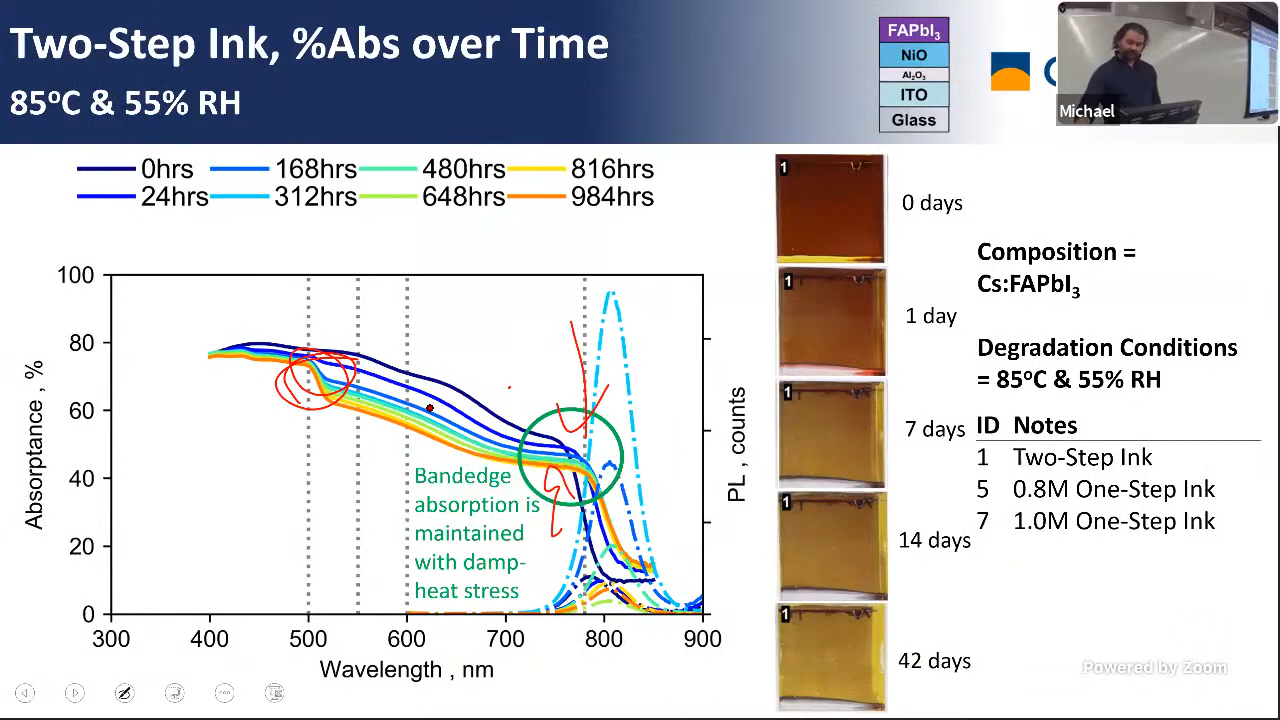 Two-Step Ink, %Abs over Time
85ºC & 55% RH
FAPbI₃
NiO
Al₂O₃
ITO
Glass
Michael
0hrs 168hrs 480hrs 816hrs
24hrs 312hrs 648hrs 984hrs
100
80
60
40
20
0
300 400 500 600 700 800 900
Absorptance , %
Wavelength , nm
PL , counts
Bandedge
absorption is
maintained
with damp-
heat stress
1
0 days
1
1 day
1
7 days
1
14 days
1
42 days
Composition =
Cs:FAPbI₃
Degradation Conditions
= 85ºC & 55% RH
ID Notes
1 Two-Step Ink
5 0.8M One-Step Ink
7 1.0M One-Step Ink
Powered by Zoom